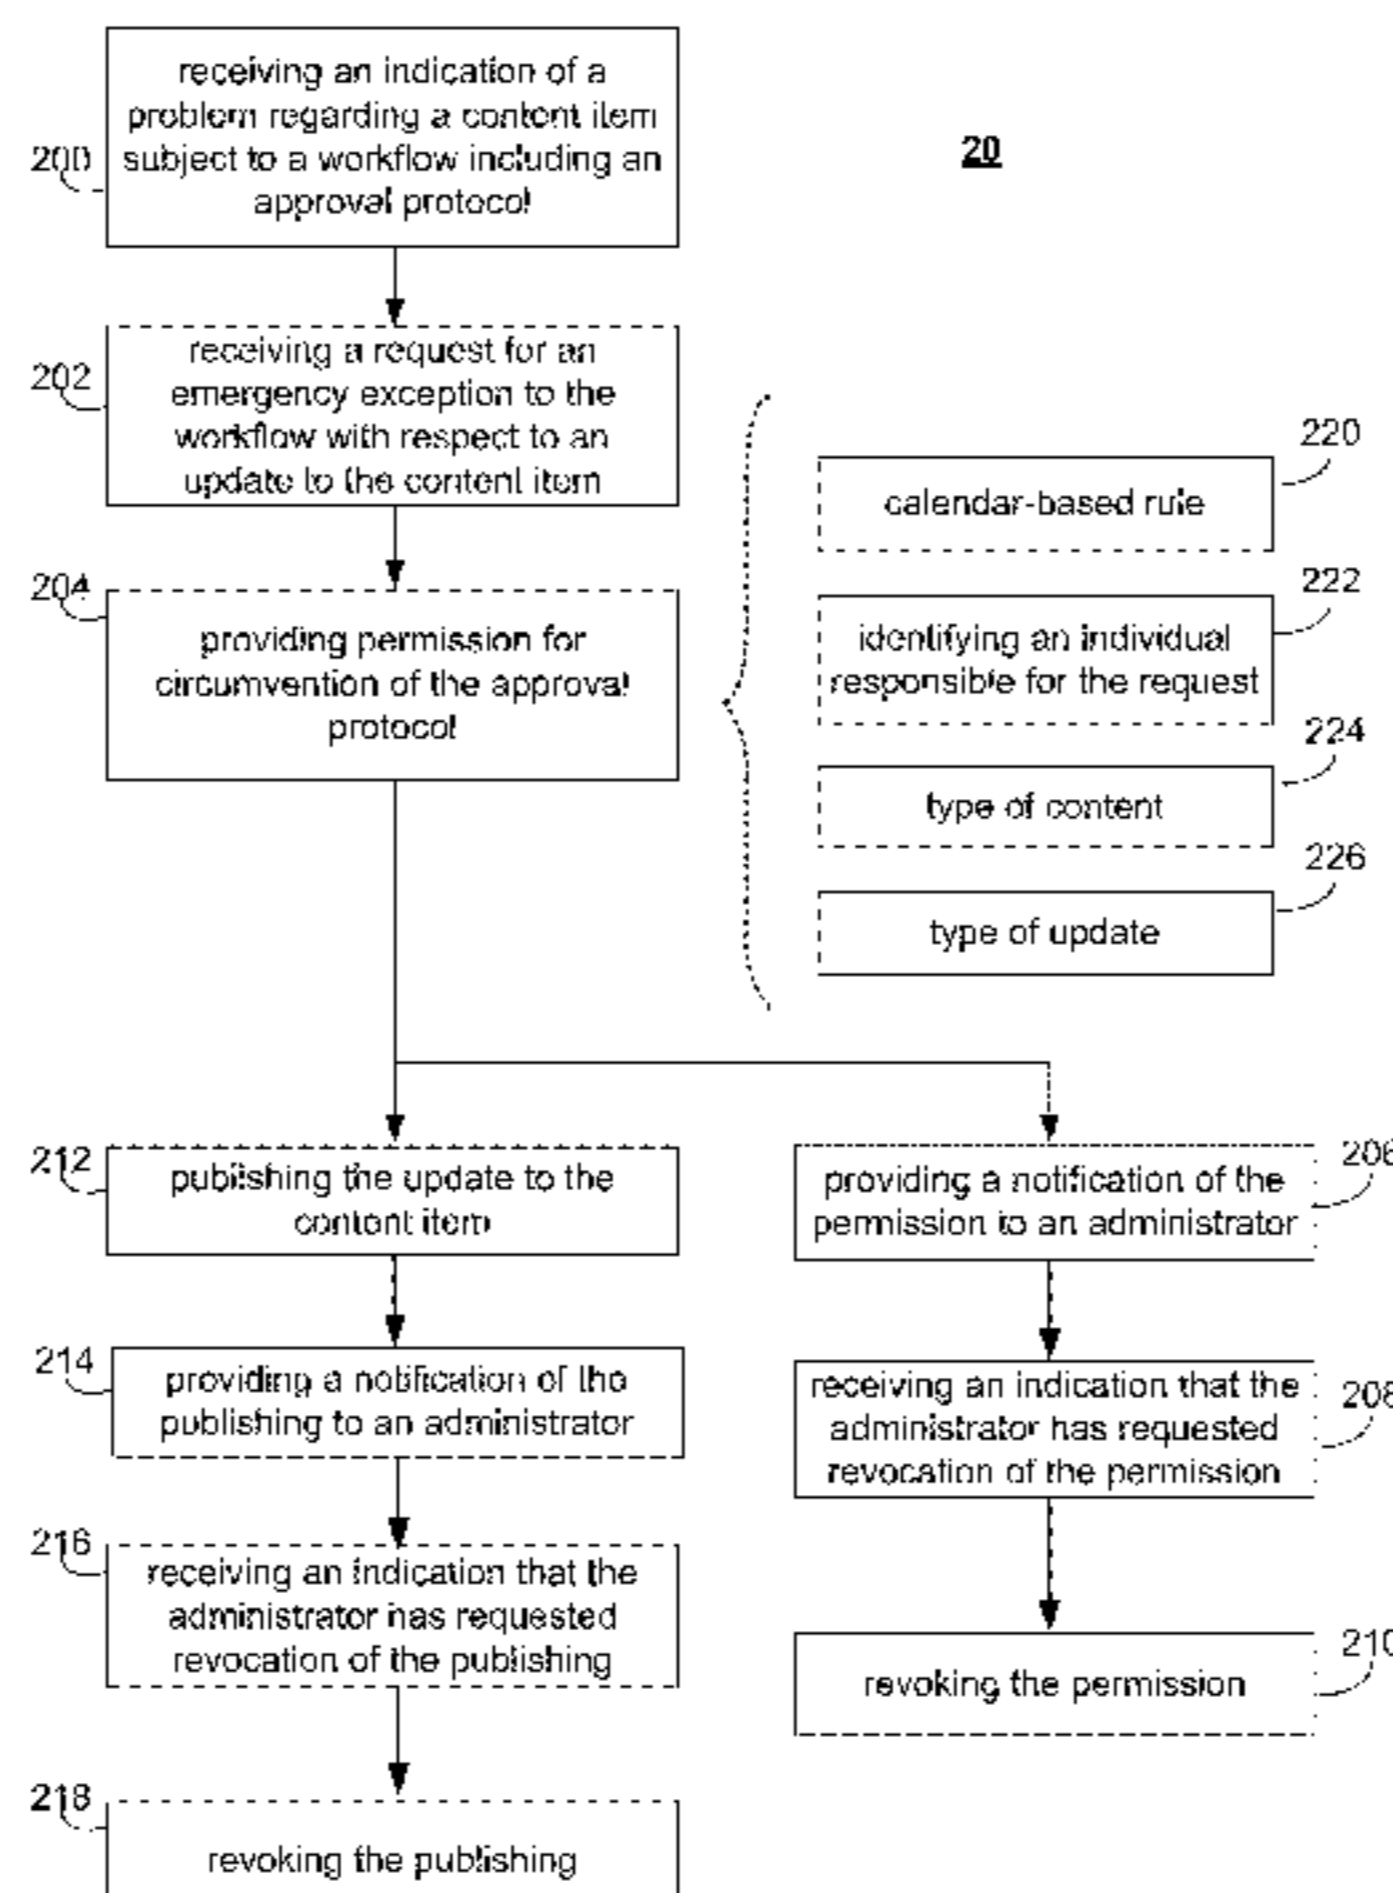 20
200
receiving an indication of a
problem regarding a content item
subject to a workflow including an
approval protocol
202
receiving a request for an
emergency exception to the
workflow with respect to an
update to the content item
204
providing permission for
circumvention of the approval
protocol
220
calendar-based rule
222
identifying an individual
responsible for the request
224
type of content
226
type of update
212
publishing the update to the
content item
214
providing a notification of the
publishing to an administrator
216
receiving an indication that the
administrator has requested
revocation of the publishing
218
revoking the publishing
206
providing a notification of the
permission to an administrator
208
receiving an indication that the
administrator has requested
revocation of the permission
210
revoking the permission